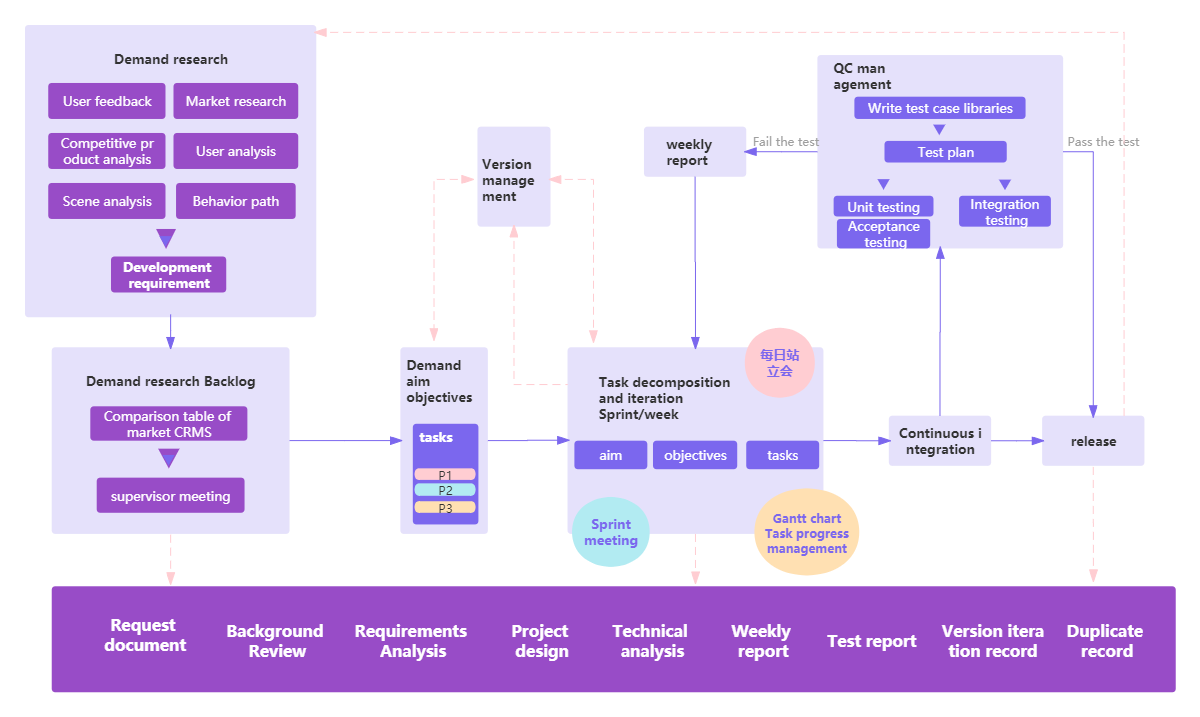 Demand research
User feedback
Market research
Competitive pr
oduct analysis
User analysis
Scene analysis
Behavior path
Development
requirement
Demand research Backlog
Comparison table of
market CRMS
supervisor meeting
Demand
aim
objectives
tasks
P1
P2
P3
Version
manage
ment
weekly
report
Fail the test
QC man
agement
Write test case libraries
Test plan
Unit testing
Acceptance
testing
Integration
testing
Pass the test
每日站
立会
Task decomposition
and iteration
Sprint/week
aim
objectives
tasks
Sprint
meeting
Gantt chart
Task progress
management
Continuous i
ntegration
release
Request
document
Background
Review
Requirements
Analysis
Project
design
Technical
analysis
Weekly
report
Test report
Version itera
tion record
Duplicate
record